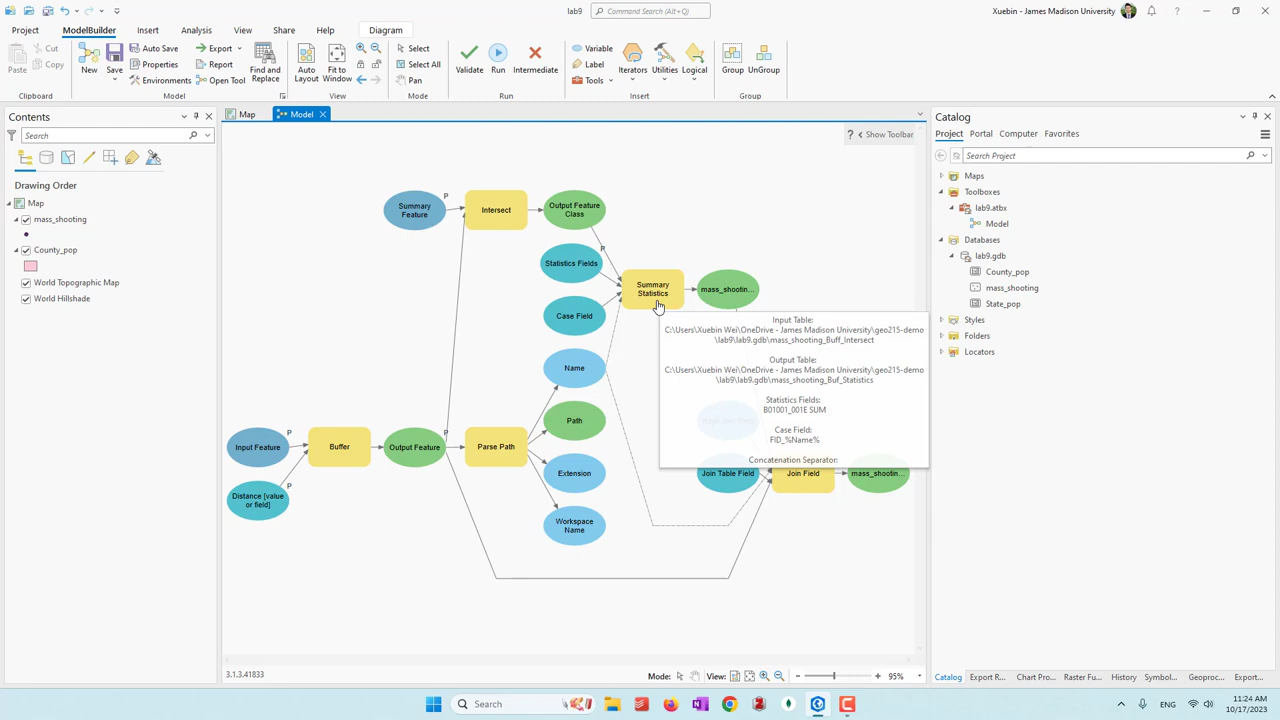 lab9
Command Search (Alt+Q)
Xuebin - James Madison University
Project
ModelBuilder
Insert
Analysis
View
Share
Help
Diagram
Paste
Cut
Copy
Clipboard
New
Save
Auto Save
Properties
Environments
Export
Report
Open Tool
Find and
Replace
Model
Auto
Layout
Fit to
Window
View
Select
Select All
Pan
Mode
Validate
Run
Intermediate
Run
Variable
Label
Tools
Iterators
Utilities
Logical
Insert
Group
UnGroup
Group
Contents
Search
Drawing Order
Map
mass_shooting
County_pop
World Topographic Map
World Hillshade
Map
Model
Show Toolbar
Summary
Feature
P
Intersect
Output Feature
Class
Statistics Fields
P
Case Field
Summary
Statistics
mass_shootin...
Name
Path
Extension
Workspace
Name
Input Feature
P
Distance [value
or field]
P
Buffer
Output Feature
P
Parse Path
Input Table:
C:\Users\Xuebin Wei\OneDrive - James Madison University\geo215-demo
\lab9\lab9.gdb\mass_shooting_Buff_Intersect
Output Table:
C:\Users\Xuebin Wei\OneDrive - James Madison University\geo215-demo
\lab9\lab9.gdb\mass_shooting_Buf_Statistics
Statistics Fields:
B01001_001E SUM
Case Field:
FID_%Name%
Concatenation Separator:
Join Table Field
Join Field
mass_shootin...
3.1.3.41833
Mode:
View:
95%
Catalog
Project
Portal
Computer
Favorites
Search Project
Maps
Toolboxes
lab9.atbx
Model
Databases
lab9.gdb
County_pop
mass_shooting
State_pop
Styles
Folders
Locators
Catalog
Export R...
Chart Pro...
Raster Fu...
History
Symbol...
Geoproc...
Export...
Search
ENG
11:24 AM
10/17/2023